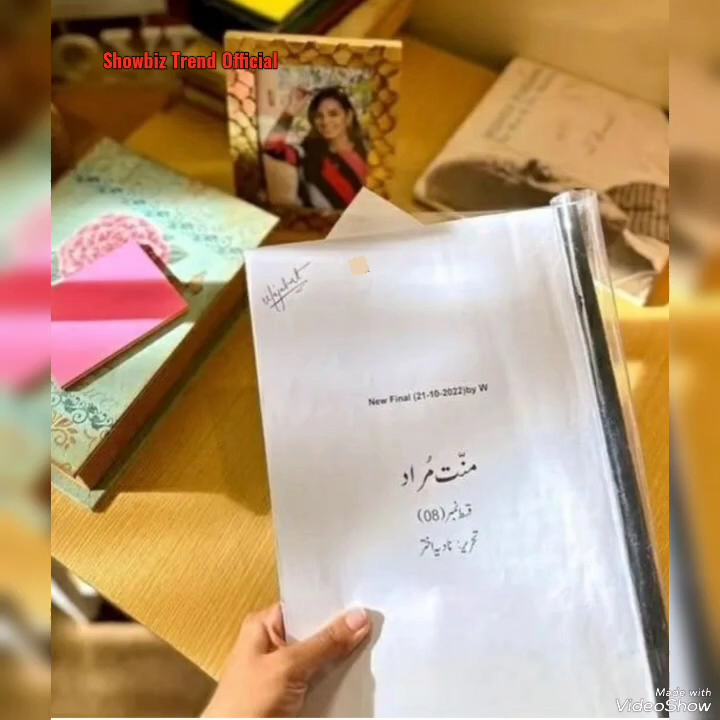 Showbiz Trend Official
Wajahat
New Final (21-10-2022)by W
منّت مُراد
قسط نمبر (08)
تحریر: نادیہ اختر
Made with
VideoShow